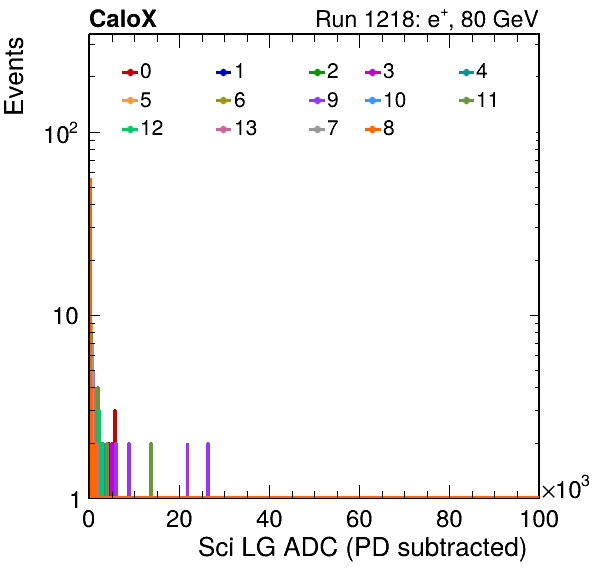 CaloX Run 1218: e⁺, 80 GeV
Events
0 1 2 3 4
5 6 9 10 11
12 13 7 8
10²
10
1
0 20 40 60 80 100
×10³
Sci LG ADC (PD subtracted)